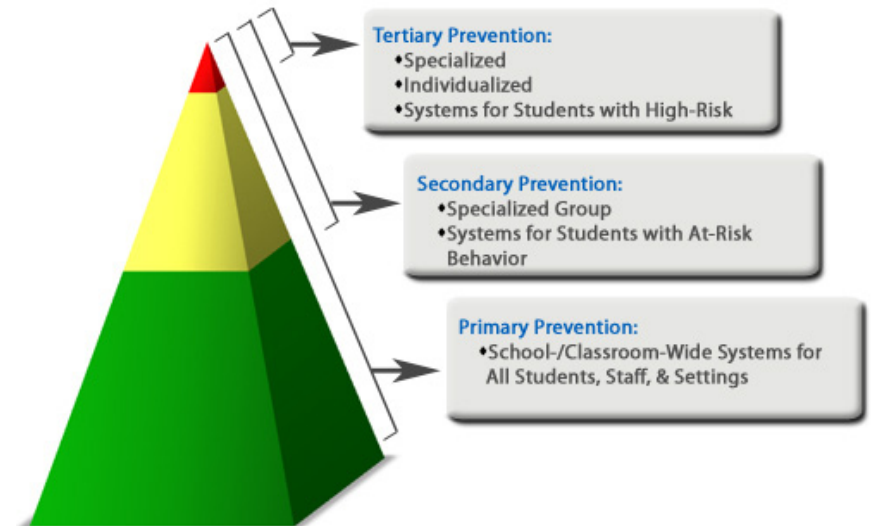 Tertiary Prevention:
♦Specialized
♦Individualized
♦Systems for Students with High-Risk
Secondary Prevention:
♦Specialized Group
♦Systems for Students with At-Risk
Behavior
Primary Prevention:
♦School-/Classroom-Wide Systems for
All Students, Staff, & Settings